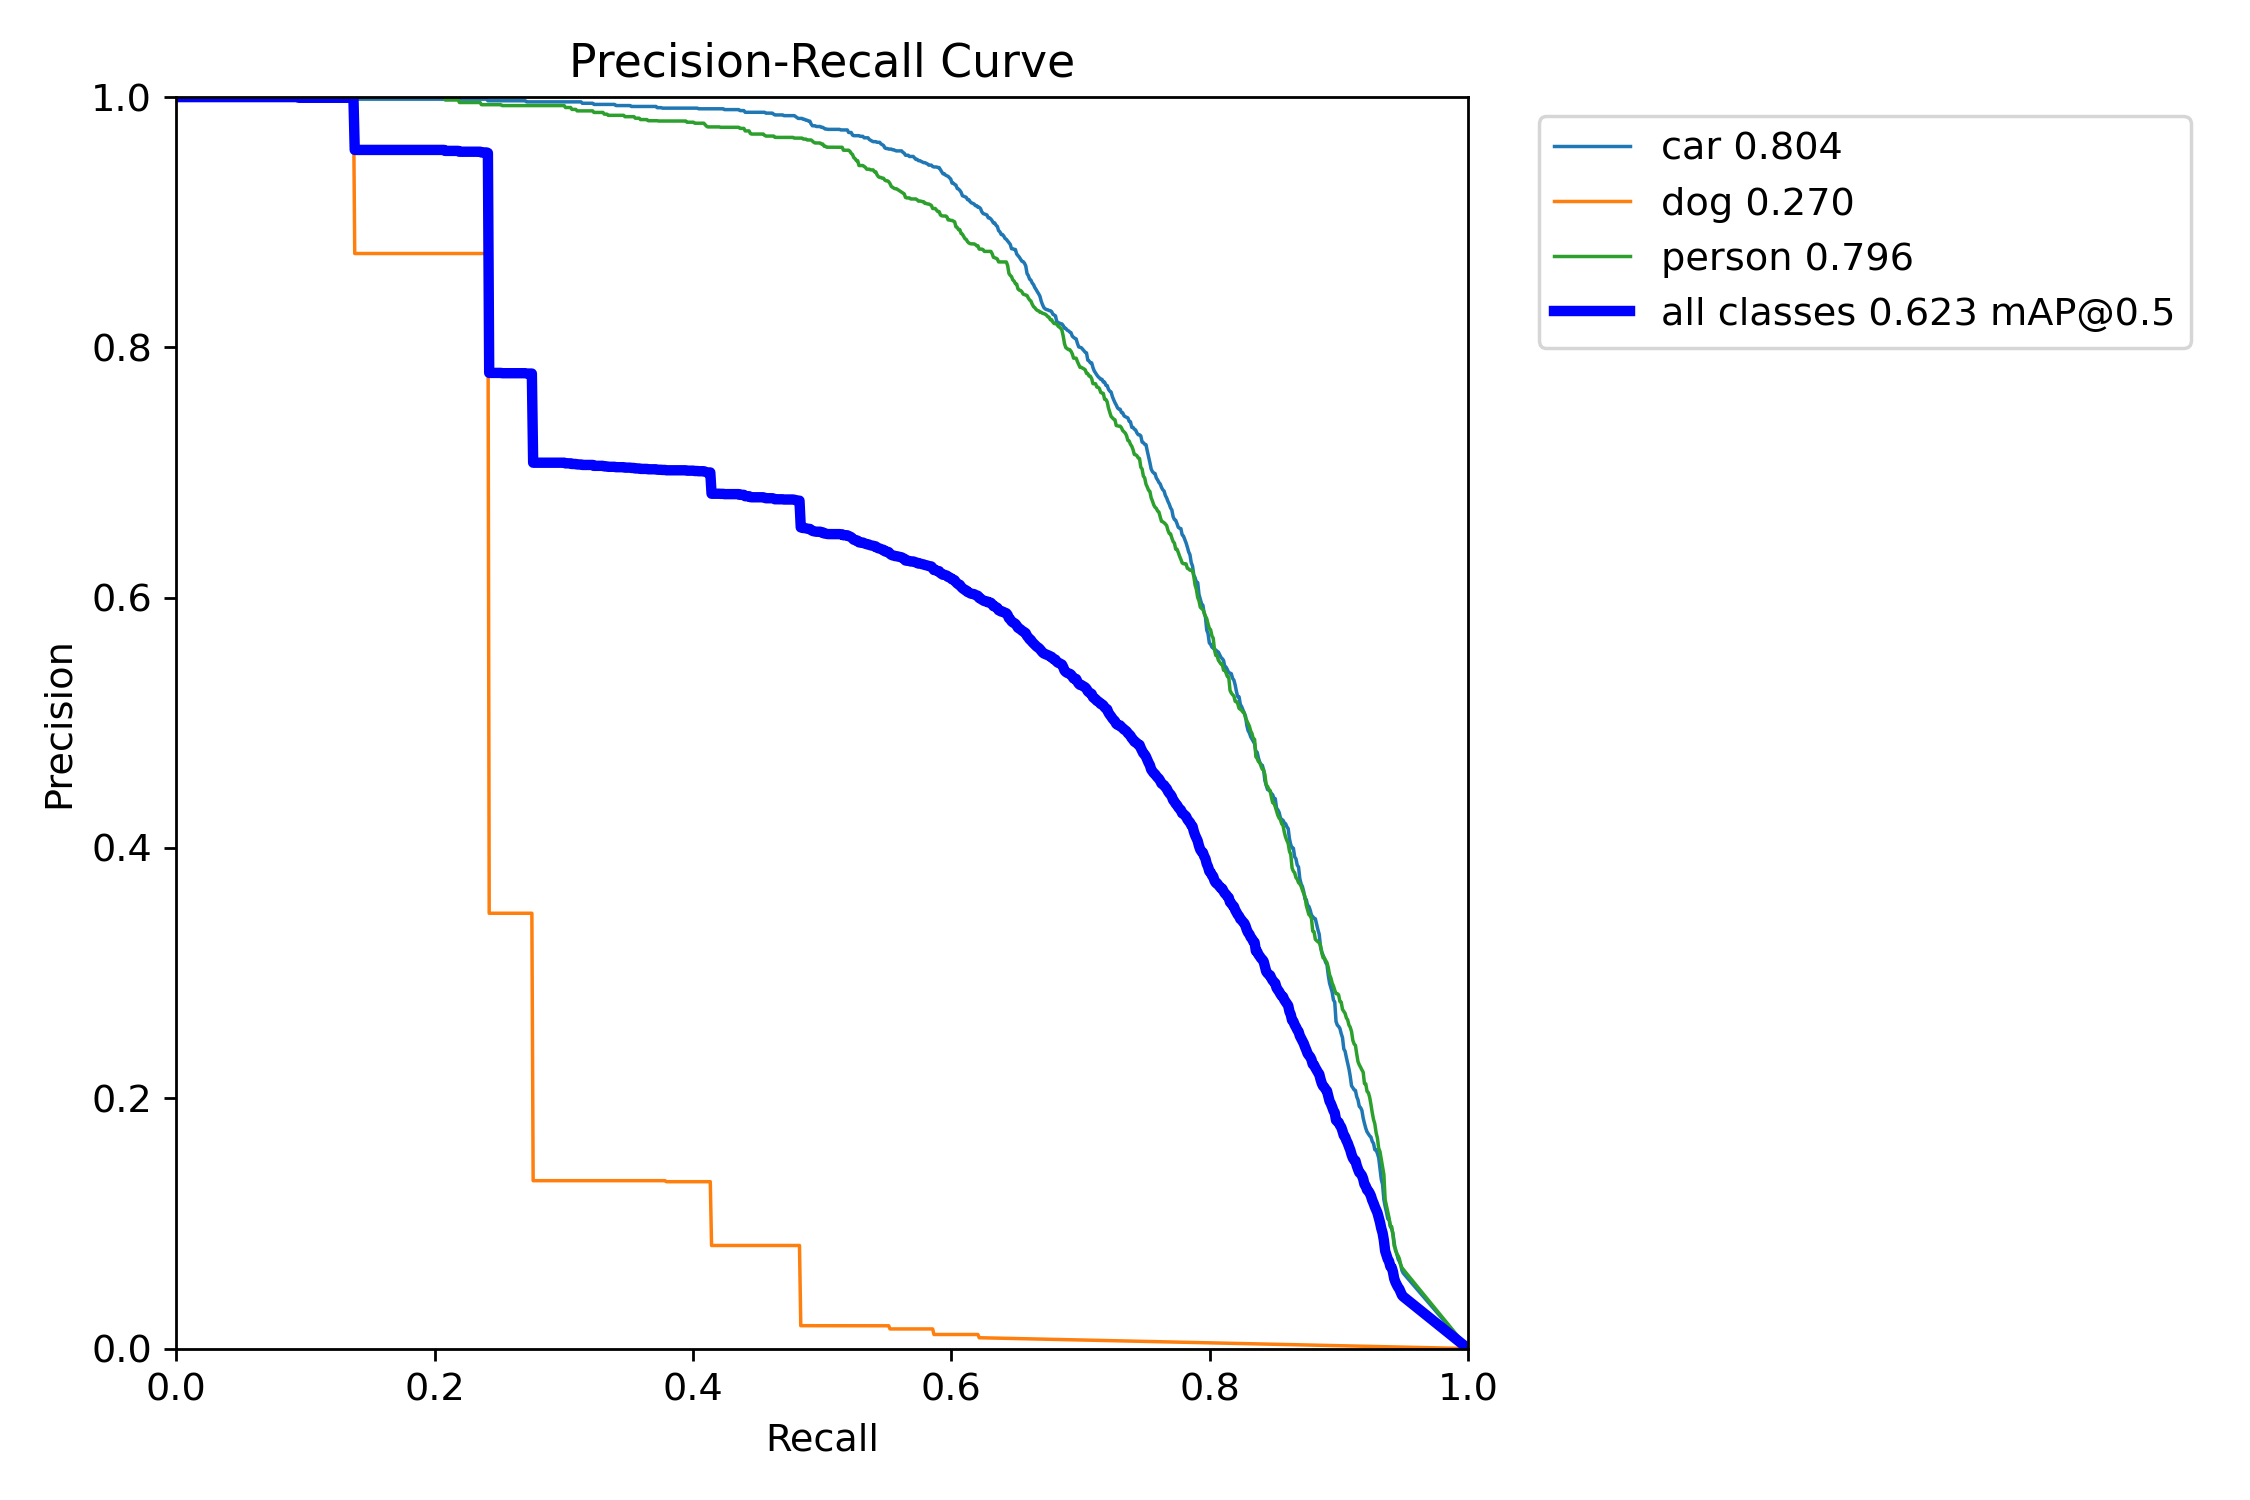 Precision-Recall Curve
1.0
0.8
0.6
0.4
0.2
0.0
Precision
0.0 0.2 0.4 0.6 0.8 1.0
Recall
car 0.804
dog 0.270
person 0.796
all classes 0.623 mAP@0.5